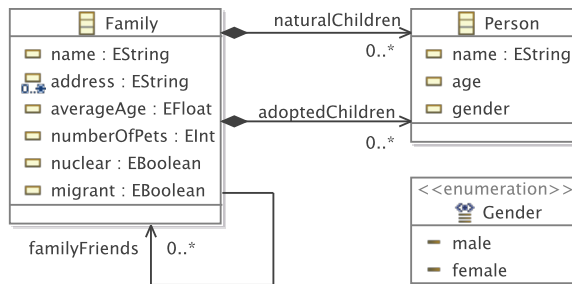 Family
name : EString
address : EString
0..*
averageAge : EFloat
numberOfPets : EInt
nuclear : EBoolean
migrant : EBoolean
naturalChildren
0..*
adoptedChildren
0..*
familyFriends
0..*
Person
name : EString
age
gender
<<enumeration>>
Gender
male
female